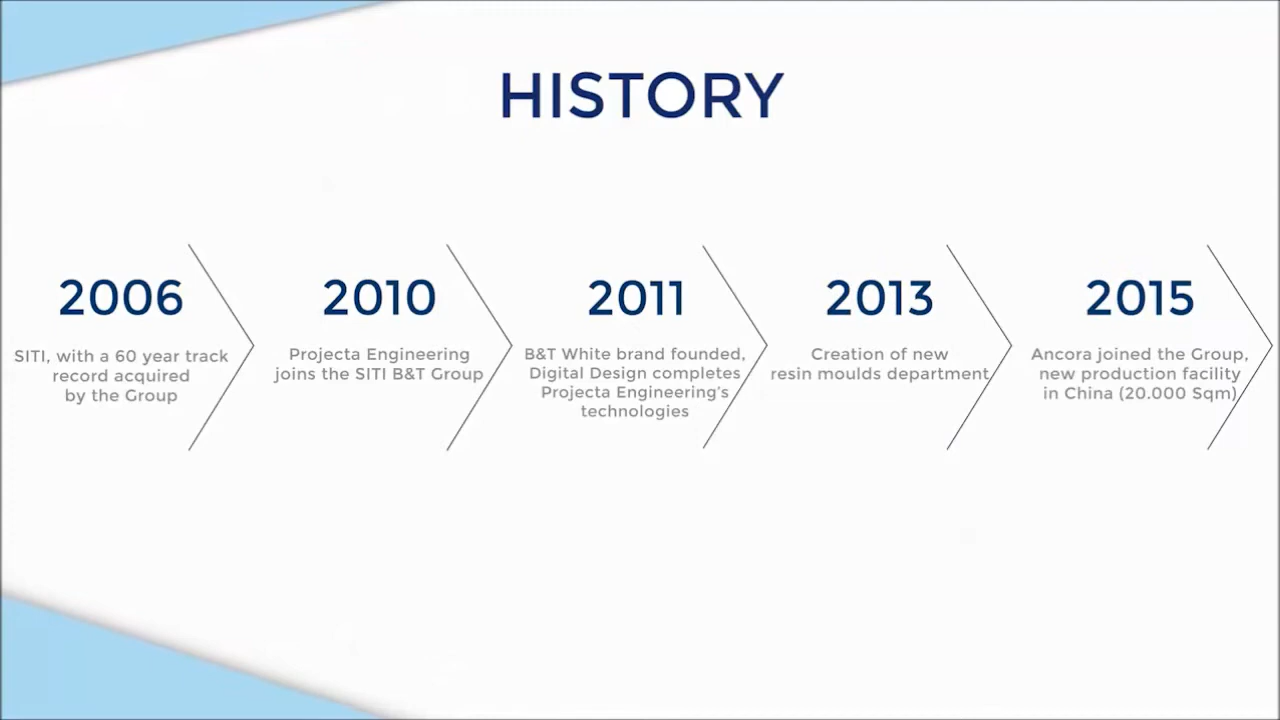 HISTORY
2006
SITI, with a 60 year track
record acquired
by the Group
2010
Projecta Engineering
joins the SITI B&T Group
2011
B&T White brand founded,
Digital Design completes
Projecta Engineering's
technologies
2013
Creation of new
resin moulds department
2015
Ancora joined the Group,
new production facility
in China (20.000 Sqm)